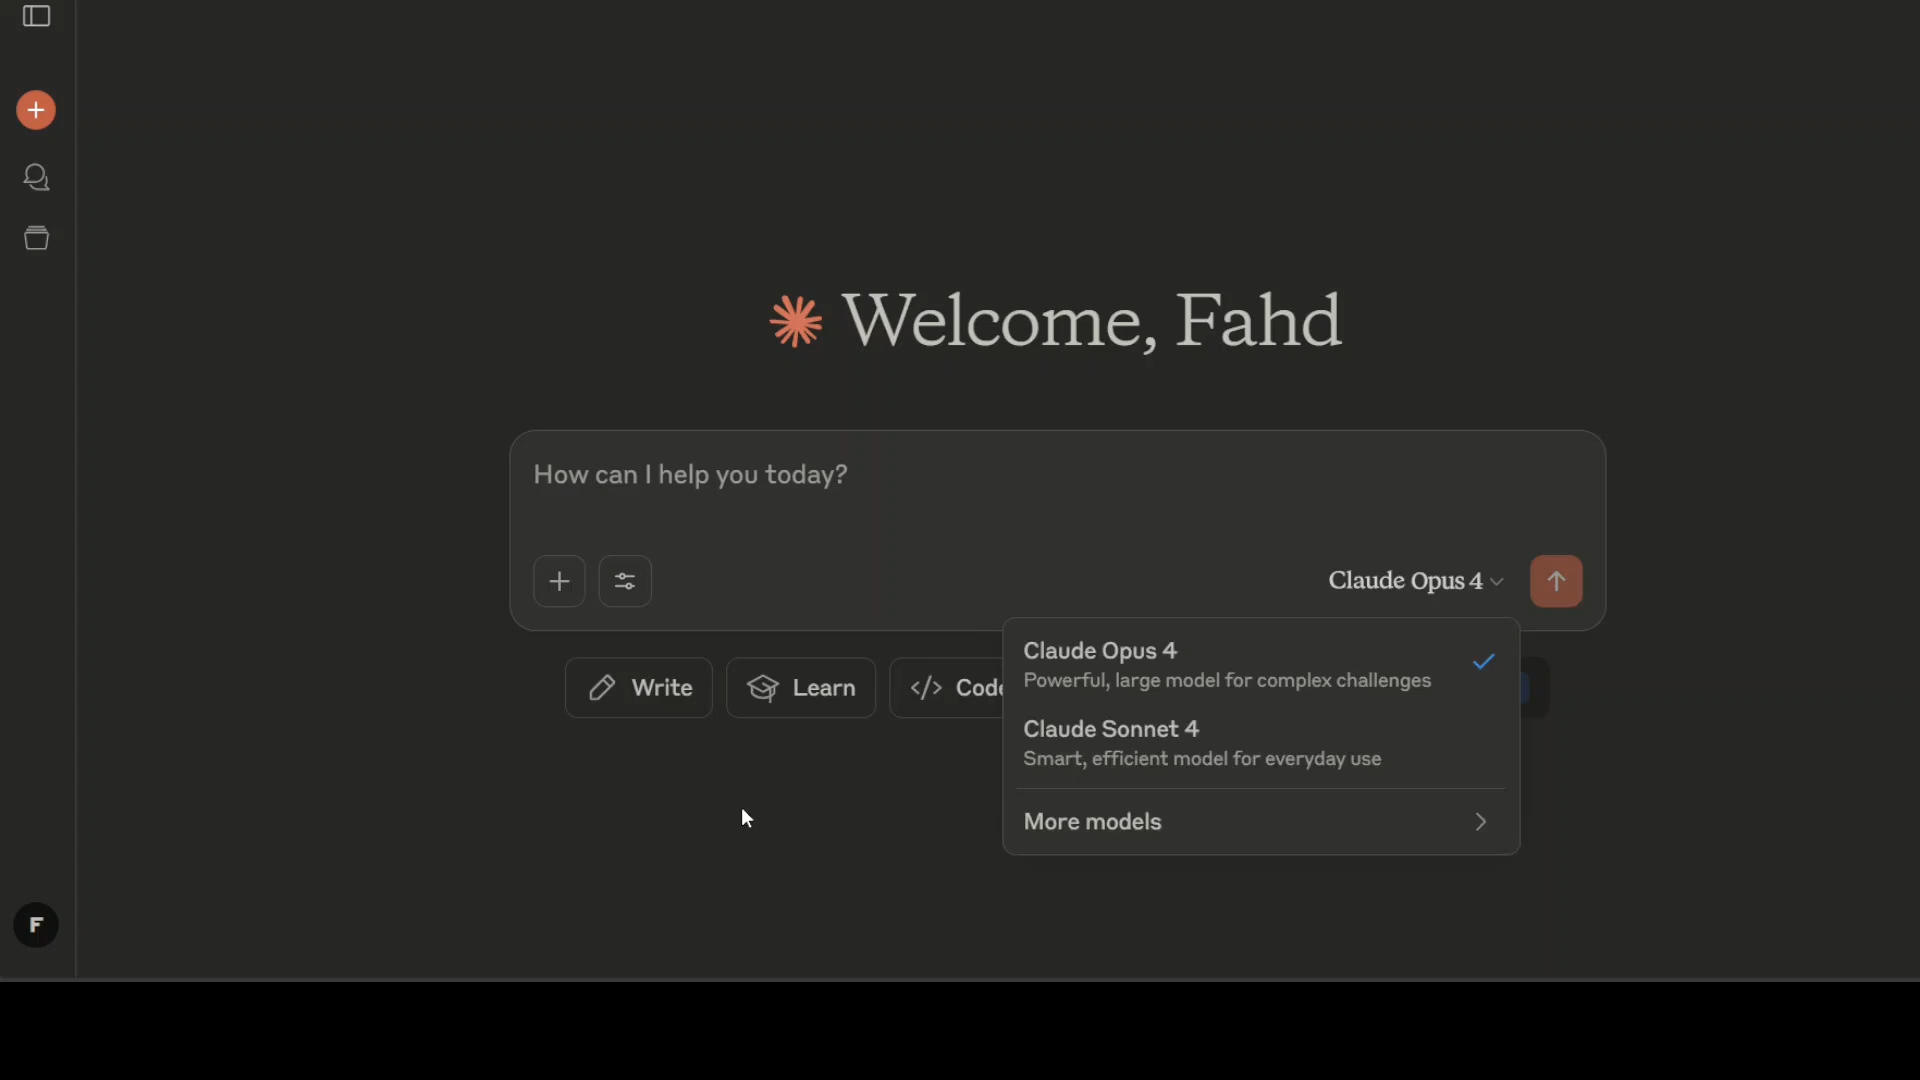 Welcome, Fahd
How can I help you today?
Claude Opus 4
Write
Learn
Claude Opus 4
Powerful, large model for complex challenges
Claude Sonnet 4
Smart, efficient model for everyday use
More models
F